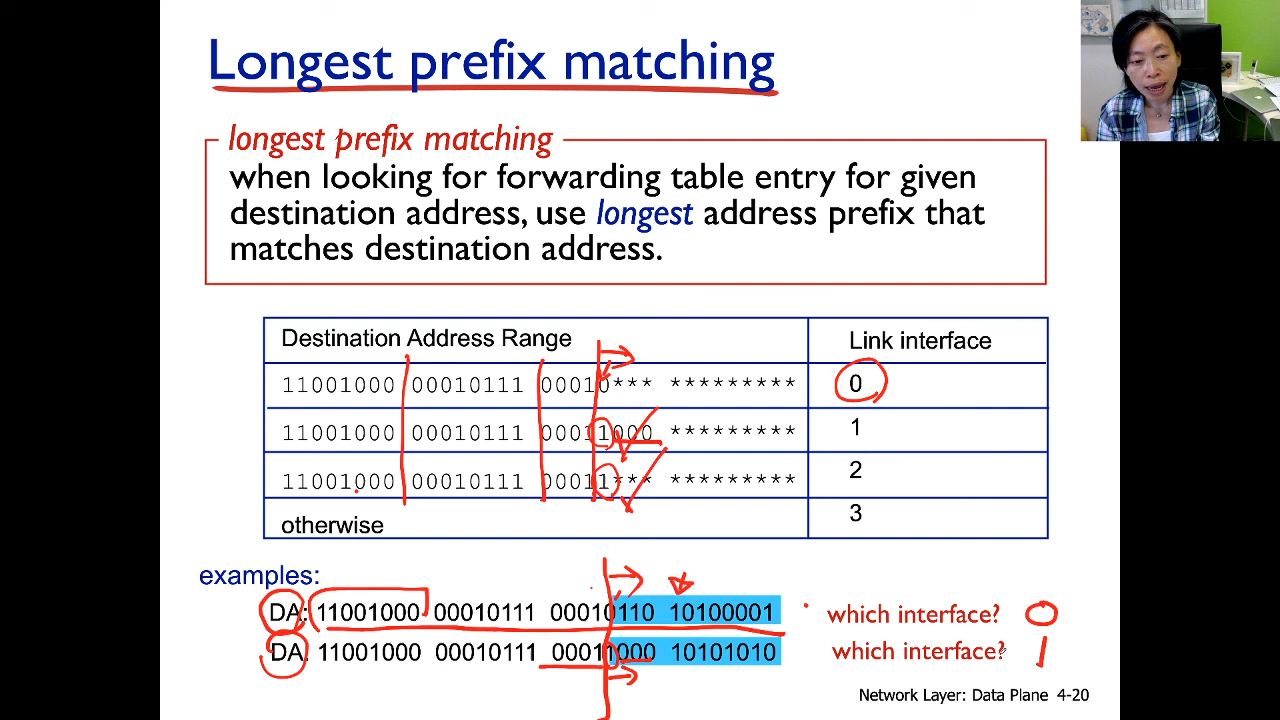 Longest prefix matching
longest prefix matching
when looking for forwarding table entry for given
destination address, use longest address prefix that
matches destination address.
Destination Address Range Link interface
11001000 00010111 00010*** ********* 0
11001000 00010111 00011000 ********* 1
11001000 00010111 00011*** ********* 2
otherwise 3
examples:
DA: 11001000 00010111 00010110 10100001 which interface? 0
DA: 11001000 00010111 00011000 10101010 which interface? 1
Network Layer: Data Plane 4-20